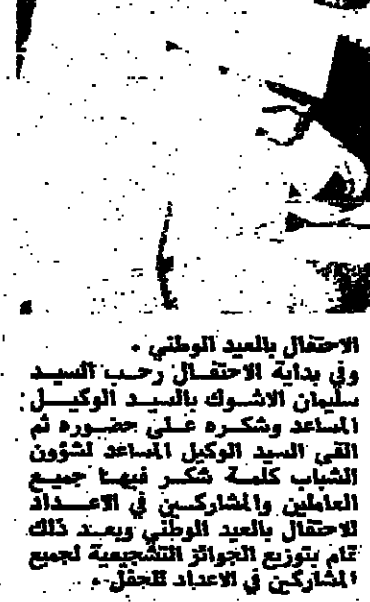 الاحتفال بالعيد الوطني .
وفي بداية الاحتفال رحب السيد
سليمان الاشوك بالسيد الوكيل
المساعد وشكره على حضوره ثم
القى السيد الوكيل المساعد لشؤون
الشباب كلمة شكر فيها جميع
العاملين والمشاركين في الاعداد
للاحتفال بالعيد الوطني وبعد ذلك
قام بتوزيع الجوائز التشجيعية لجميع
المشاركين في الاعداد للحفل .